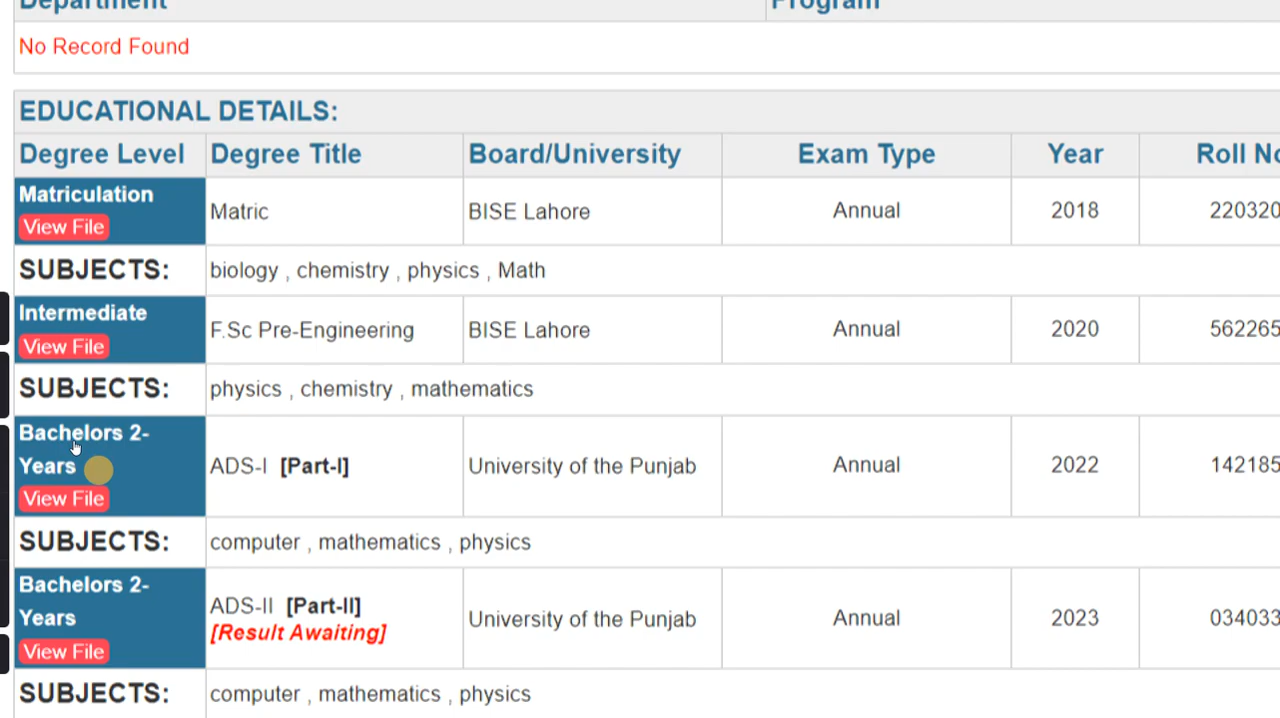 Department Program
No Record Found
EDUCATIONAL DETAILS:
Degree Level Degree Title Board/University Exam Type Year Roll No
Matriculation
View File
Matric BISE Lahore Annual 2018 220320
SUBJECTS: biology , chemistry , physics , Math
Intermediate
View File
F.Sc Pre-Engineering BISE Lahore Annual 2020 562265
SUBJECTS: physics , chemistry , mathematics
Bachelors 2-
Years
View File
ADS-I [Part-I] University of the Punjab Annual 2022 142185
SUBJECTS: computer , mathematics , physics
Bachelors 2-
Years
View File
ADS-II [Part-II]
[Result Awaiting]
University of the Punjab Annual 2023 034033
SUBJECTS: computer , mathematics , physics